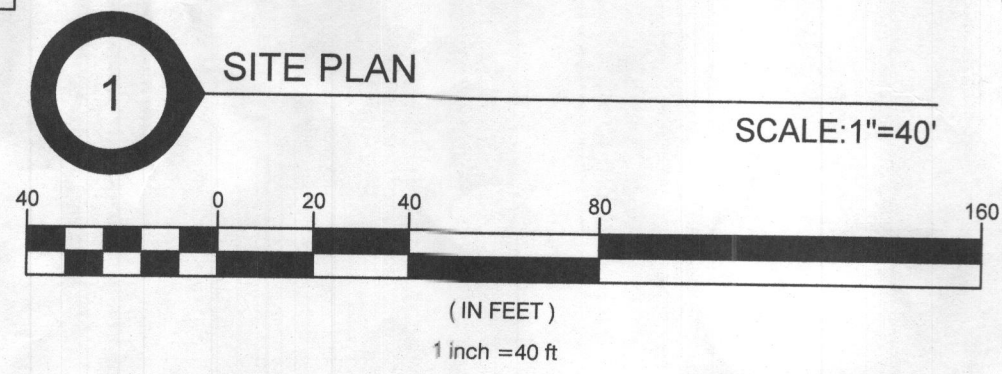 1
SITE PLAN
SCALE:1"=40'
40 0 20 40 80 160
( IN FEET )
1 inch =40 ft